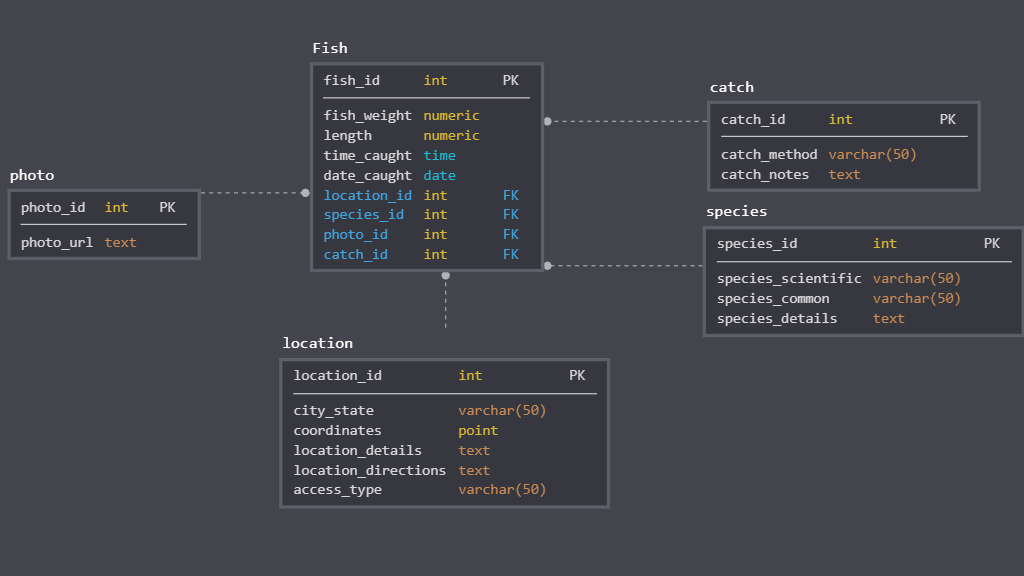 Fish
fish_id int PK
fish_weight numeric
length numeric
time_caught time
date_caught date
location_id int FK
species_id int FK
photo_id int FK
catch_id int FK
catch
catch_id int PK
catch_method varchar(50)
catch_notes text
photo
photo_id int PK
photo_url text
species
species_id int PK
species_scientific varchar(50)
species_common varchar(50)
species_details text
location
location_id int PK
city_state varchar(50)
coordinates point
location_details text
location_directions text
access_type varchar(50)